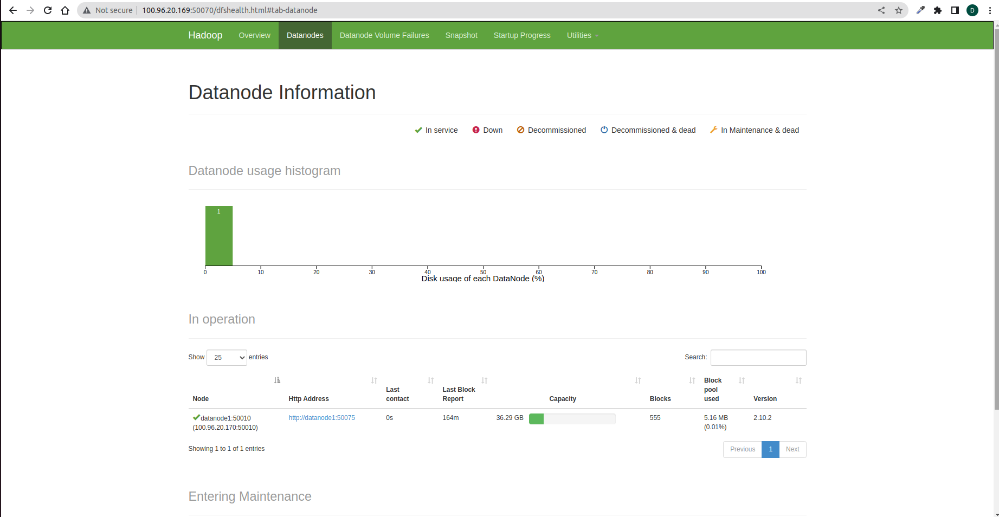 Not secure 100.96.20.169:50070/dfshealth.html#tab-datanode
D
Hadoop Overview Datanodes Datanode Volume Failures Snapshot Startup Progress Utilities
Datanode Information
In service Down Decommissioned Decommissioned & dead In Maintenance & dead
Datanode usage histogram
1
0 10 20 30 40 50 60 70 80 90 100
Disk usage of each DataNode (%)
In operation
Show 25 entries Search:
Node Http Address Last contact Last Block Report Capacity Blocks Block pool used Version
datanode1:50010 http://datanode1:50075 0s 164m 36.29 GB 555 5.16 MB 2.10.2
(100.96.20.170:50010) (0.01%)
Showing 1 to 1 of 1 entries Previous 1 Next
Entering Maintenance